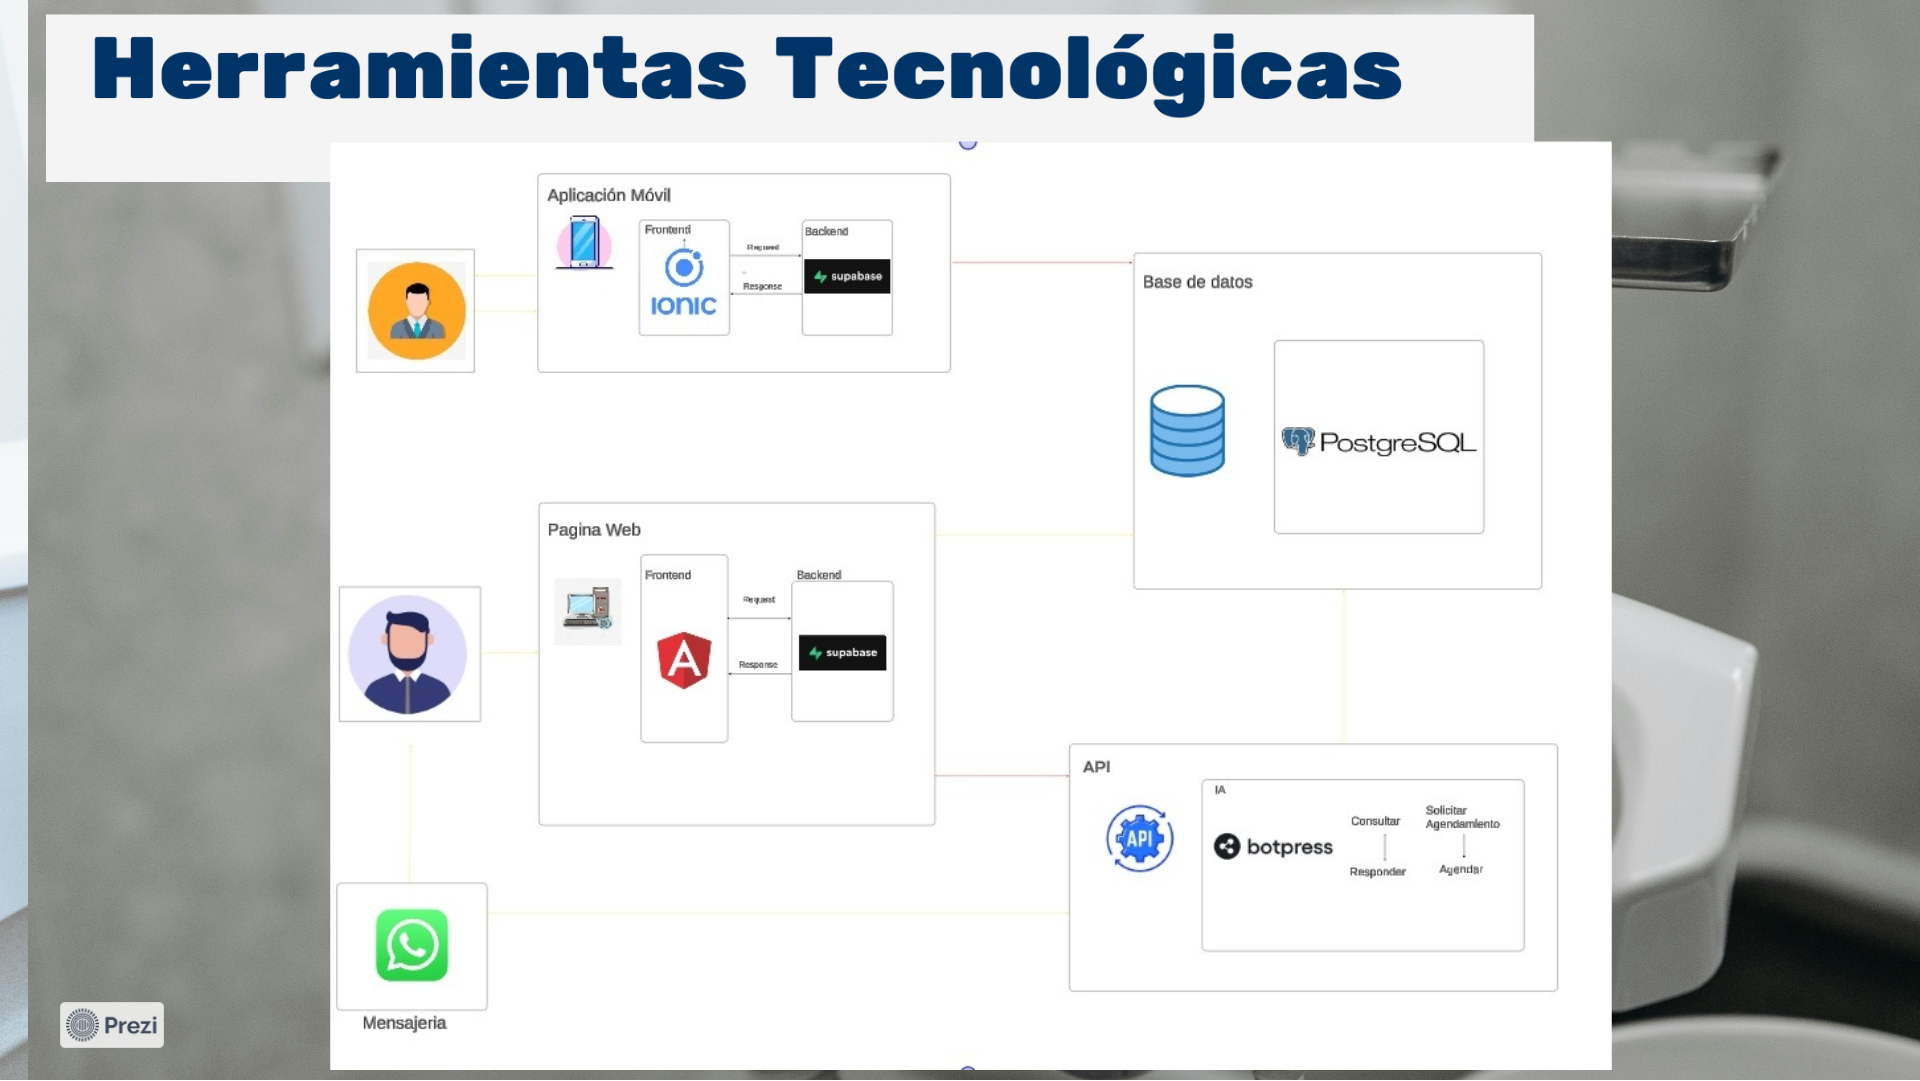 Herramientas Tecnológicas
Aplicación Móvil
Frontend
IONIC
Request
Response
Backend
supabase
Base de datos
PostgreSQL
Pagina Web
Frontend
Request
Response
Backend
supabase
API
API
IA
botpress
Consultar
Responder
Solicitar
Agendamiento
Agendar
Mensajeria
Prezi